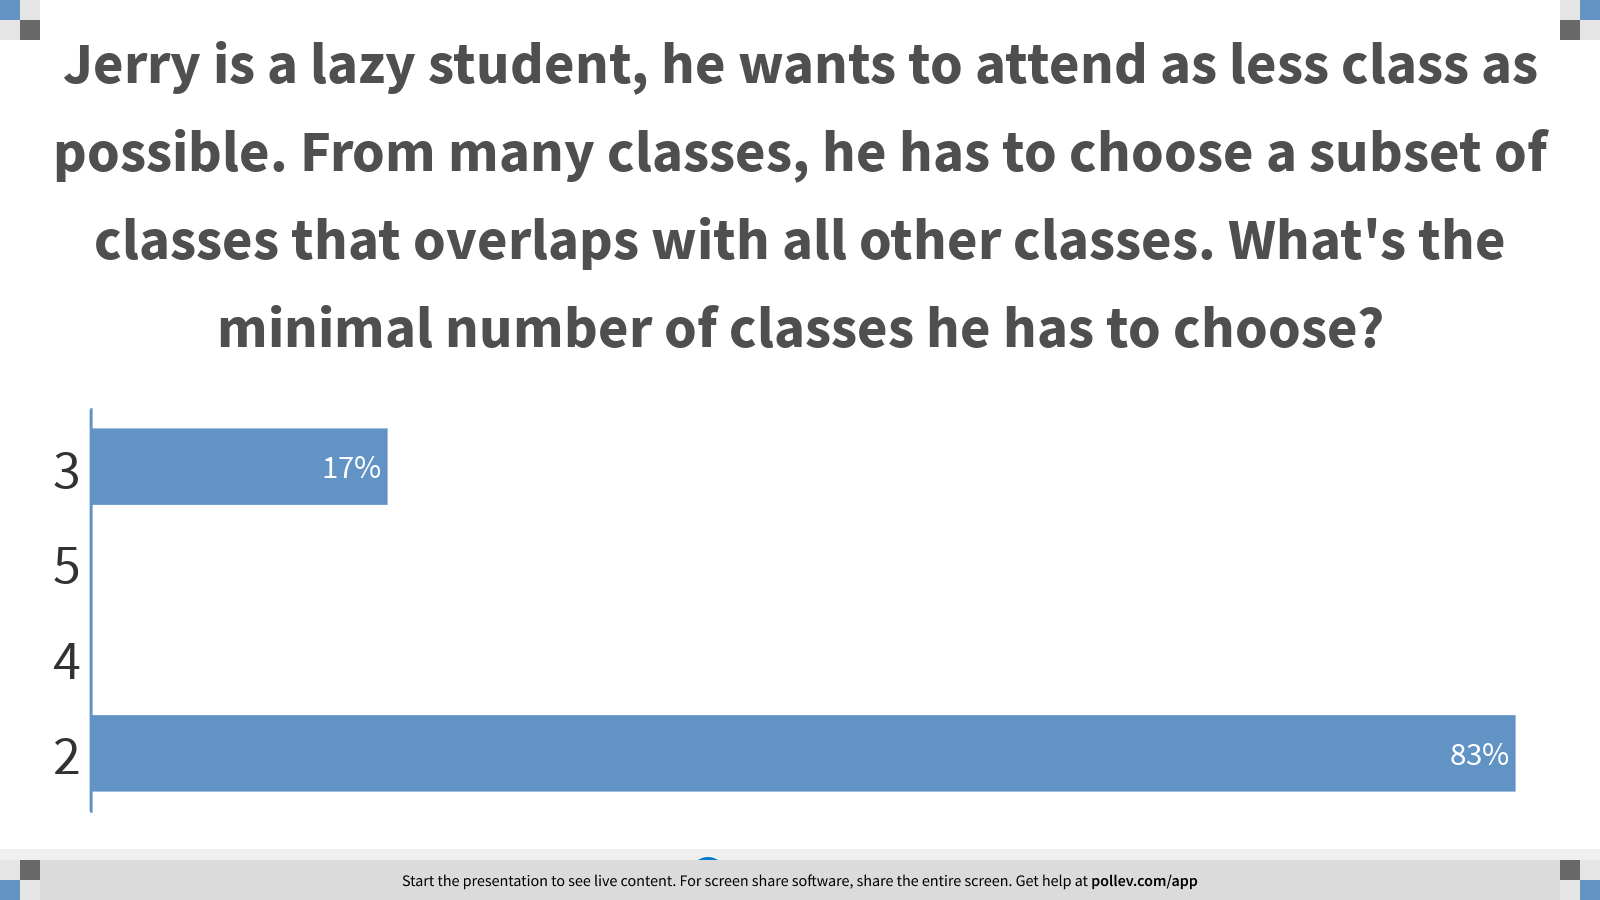 Jerry is a lazy student, he wants to attend as less class as
possible. From many classes, he has to choose a subset of
classes that overlaps with all other classes. What's the
minimal number of classes he has to choose?
3
17%
5
4
2
83%
Start the presentation to see live content. For screen share software, share the entire screen. Get help at pollev.com/app